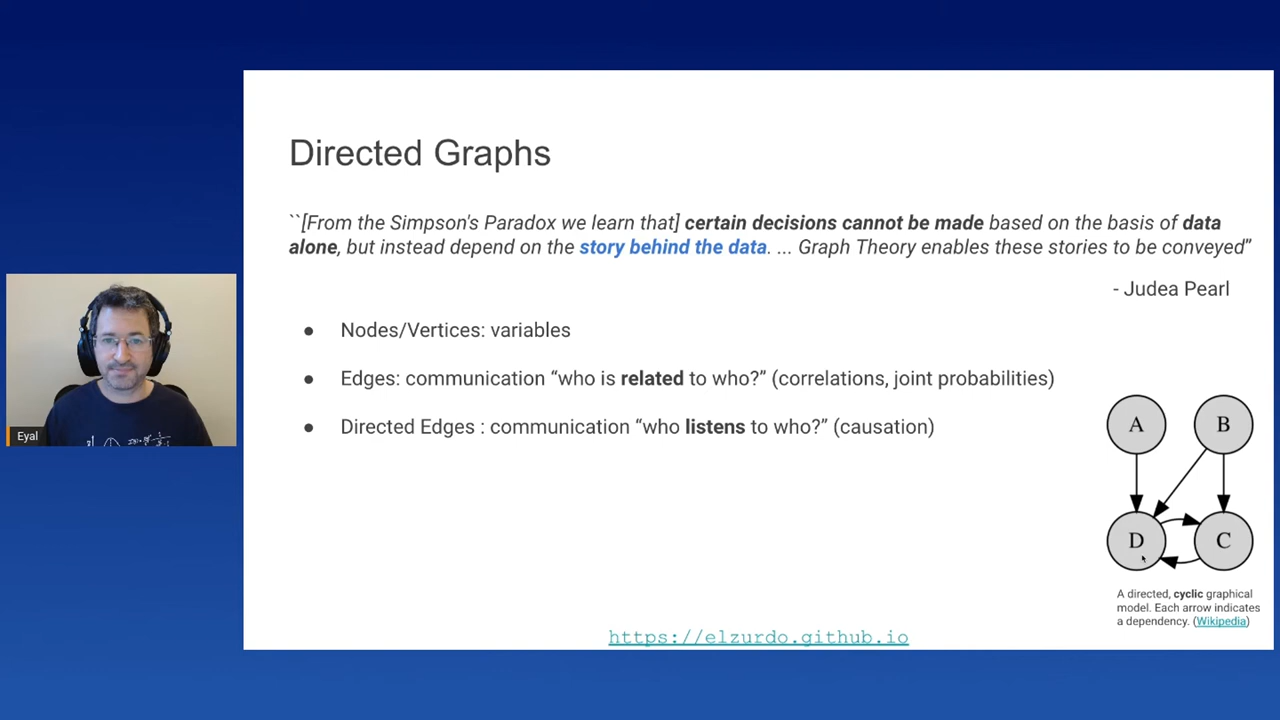 Directed Graphs
``[From the Simpson's Paradox we learn that] certain decisions cannot be made based on the basis of data
alone, but instead depend on the story behind the data. ... Graph Theory enables these stories to be conveyed”
- Judea Pearl
● Nodes/Vertices: variables
● Edges: communication “who is related to who?” (correlations, joint probabilities)
● Directed Edges : communication “who listens to who?” (causation)
A B
D C
A directed, cyclic graphical
model. Each arrow indicates
a dependency. (Wikipedia)
https://elzurdo.github.io
Eyal